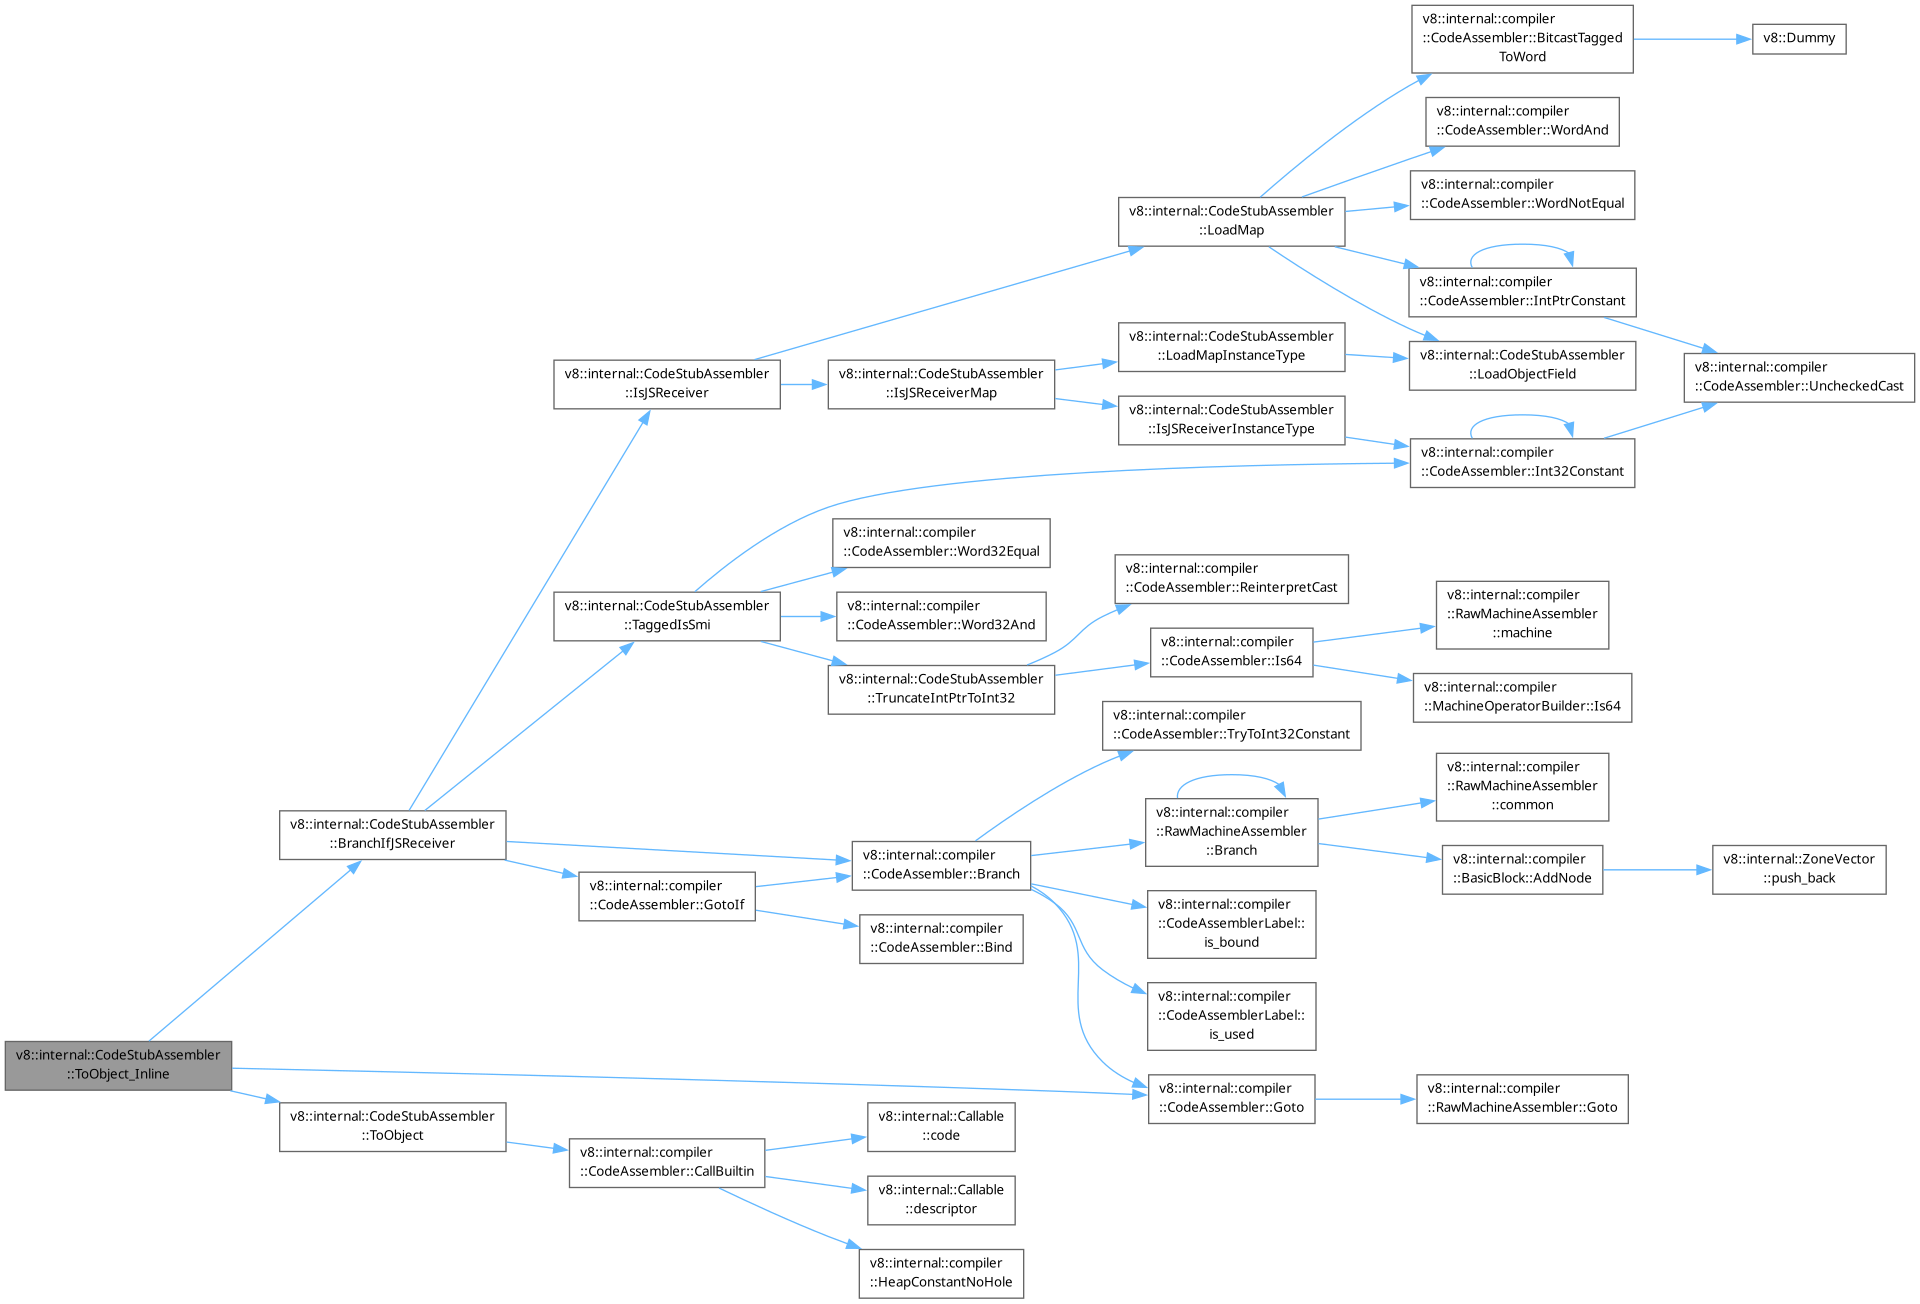 v8::internal::CodeStubAssembler
::ToObject_Inline
v8::internal::CodeStubAssembler
::BranchIfJSReceiver
v8::internal::CodeStubAssembler
::ToObject
v8::internal::CodeStubAssembler
::IsJSReceiver
v8::internal::CodeStubAssembler
::TaggedIsSmi
v8::internal::compiler
::CodeAssembler::GotoIf
v8::internal::compiler
::CodeAssembler::CallBuiltin
v8::internal::CodeStubAssembler
::IsJSReceiverMap
v8::internal::compiler
::CodeAssembler::Word32Equal
v8::internal::compiler
::CodeAssembler::Word32And
v8::internal::CodeStubAssembler
::TruncateIntPtrToInt32
v8::internal::compiler
::CodeAssembler::Branch
v8::internal::compiler
::CodeAssembler::Bind
v8::internal::Callable
::code
v8::internal::Callable
::descriptor
v8::internal::compiler
::HeapConstantNoHole
v8::internal::CodeStubAssembler
::LoadMap
v8::internal::CodeStubAssembler
::LoadMapInstanceType
v8::internal::CodeStubAssembler
::IsJSReceiverInstanceType
v8::internal::compiler
::CodeAssembler::ReinterpretCast
v8::internal::compiler
::CodeAssembler::Is64
v8::internal::compiler
::CodeAssembler::TryToInt32Constant
v8::internal::compiler
::RawMachineAssembler
::Branch
v8::internal::compiler
::CodeAssemblerLabel::
is_bound
v8::internal::compiler
::CodeAssemblerLabel::
is_used
v8::internal::compiler
::CodeAssembler::Goto
v8::internal::compiler
::CodeAssembler::BitcastTagged
ToWord
v8::internal::compiler
::CodeAssembler::WordAnd
v8::internal::compiler
::CodeAssembler::WordNotEqual
v8::internal::compiler
::CodeAssembler::IntPtrConstant
v8::internal::CodeStubAssembler
::LoadObjectField
v8::internal::compiler
::CodeAssembler::Int32Constant
v8::internal::compiler
::RawMachineAssembler
::machine
v8::internal::compiler
::MachineOperatorBuilder::Is64
v8::internal::compiler
::RawMachineAssembler
::common
v8::internal::compiler
::BasicBlock::AddNode
v8::internal::compiler
::RawMachineAssembler::Goto
v8::Dummy
v8::internal::compiler
::CodeAssembler::UncheckedCast
v8::internal::ZoneVector
::push_back